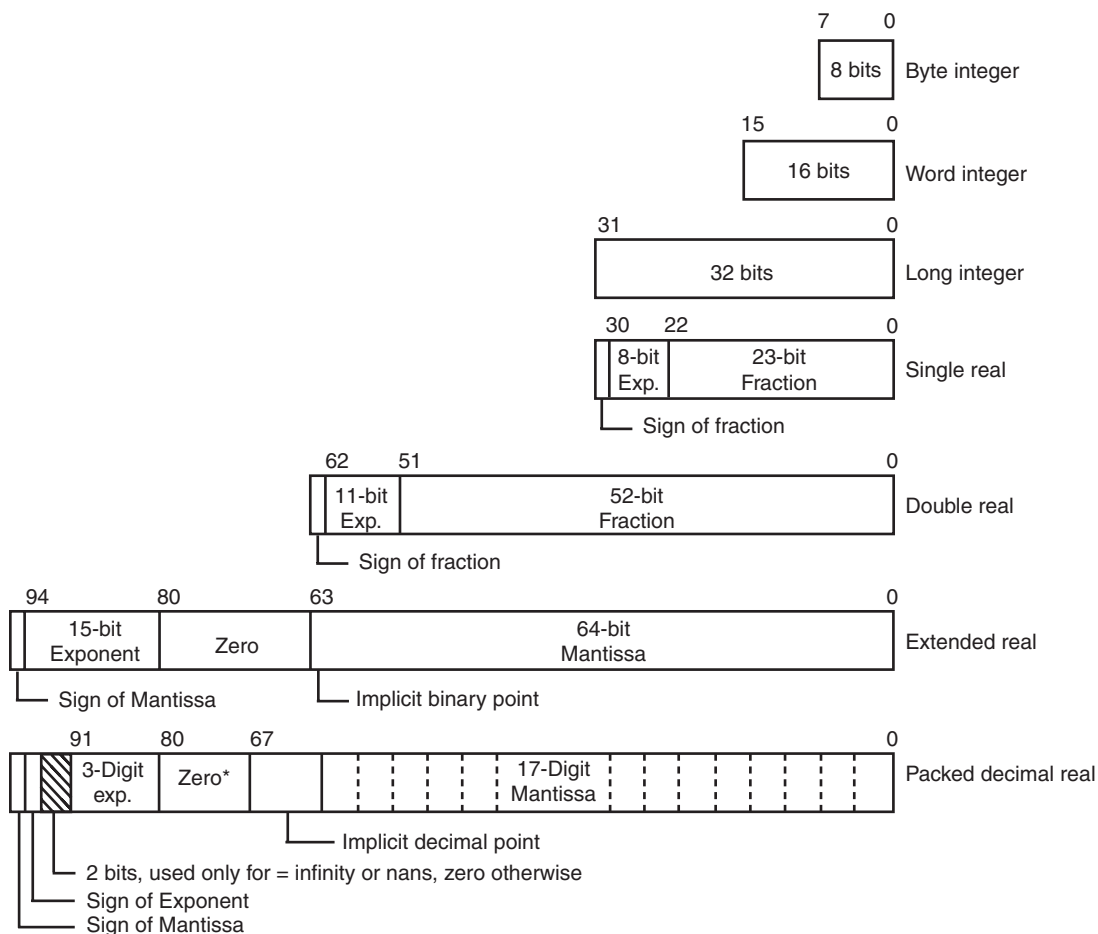 7 0
8 bits Byte integer
15 0
16 bits Word integer
31 0
32 bits Long integer
30 22 0
8-bit 23-bit
Exp. Fraction Single real
Sign of fraction
62 51 0
11-bit 52-bit
Exp. Fraction Double real
Sign of fraction
94 80 63 0
15-bit 64-bit
Exponent Zero Mantissa Extended real
Sign of Mantissa Implicit binary point
91 80 67 0
3-Digit 17-Digit
exp. Zero* Mantissa Packed decimal real
Implicit decimal point
2 bits, used only for = infinity or nans, zero otherwise
Sign of Exponent
Sign of Mantissa